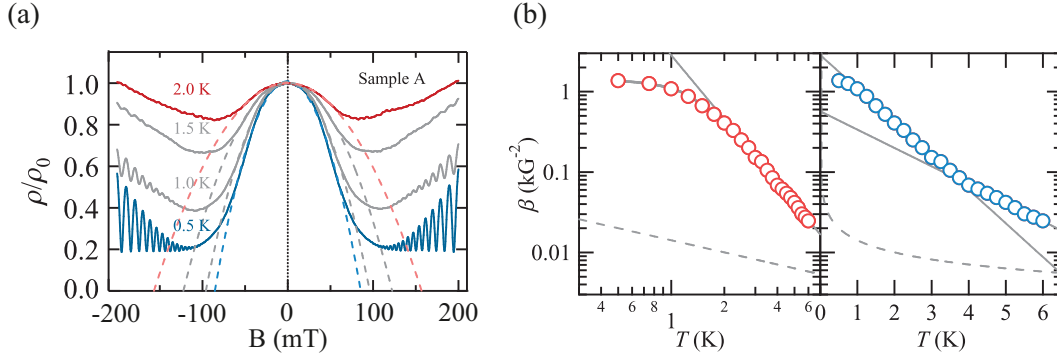 (a)
ρ/ρ0
1.0
0.8
0.6
0.4
0.2
0.0
Sample A
2.0 K
1.5 K
1.0 K
0.5 K
-200
-100
0
100
200
B (mT)
(b)
β (kG-2)
1
0.1
0.01
4
6
8
1
2
4
6
T (K)
0
1
2
3
4
5
6
T (K)